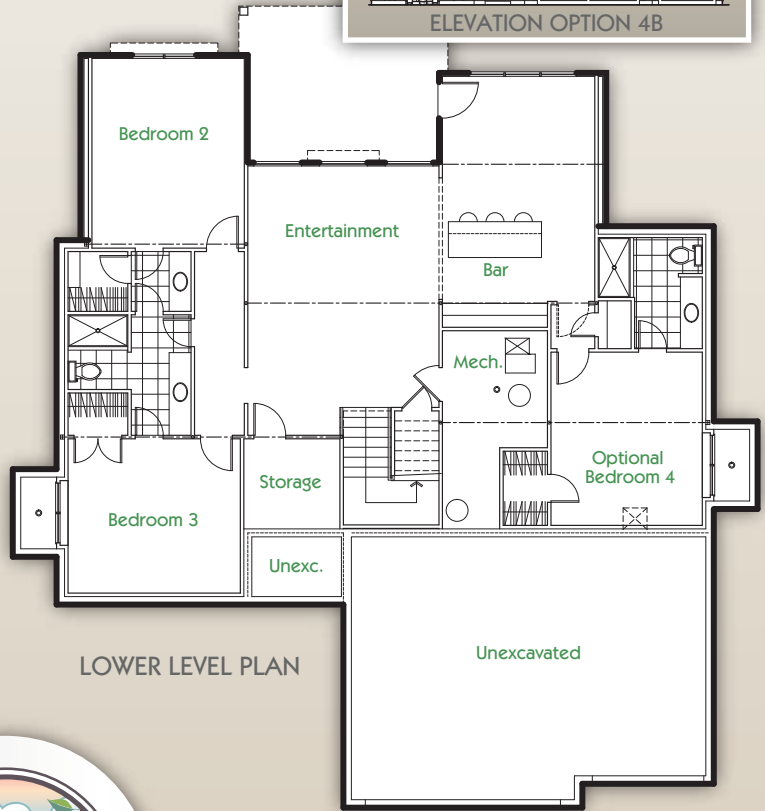 ELEVATION OPTION 4B
Bedroom 2
Entertainment
Bar
Mech.
Optional
Bedroom 4
Storage
Bedroom 3
Unexc.
Unexcavated
LOWER LEVEL PLAN